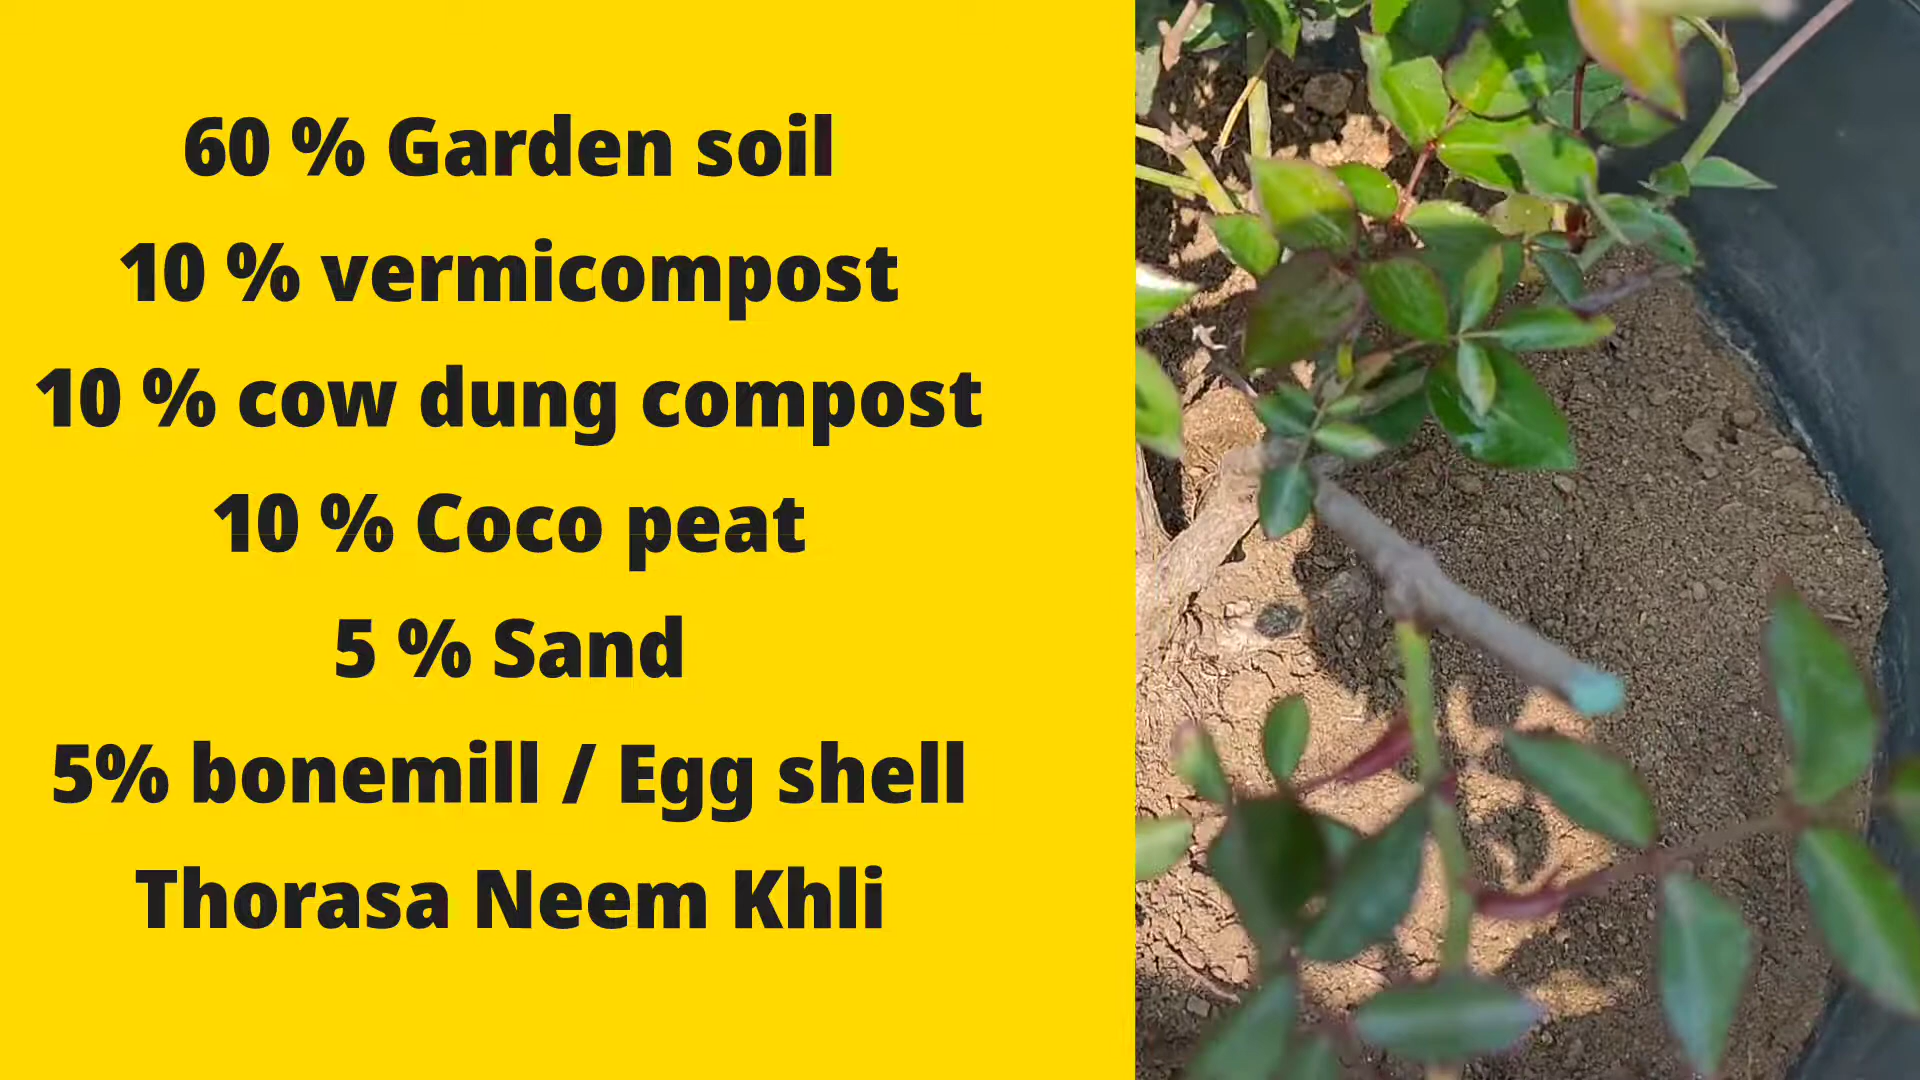 60 % Garden soil
10 % vermicompost
10 % cow dung compost
10 % Coco peat
5 % Sand
5% bonemill / Egg shell
Thorasa Neem Khli